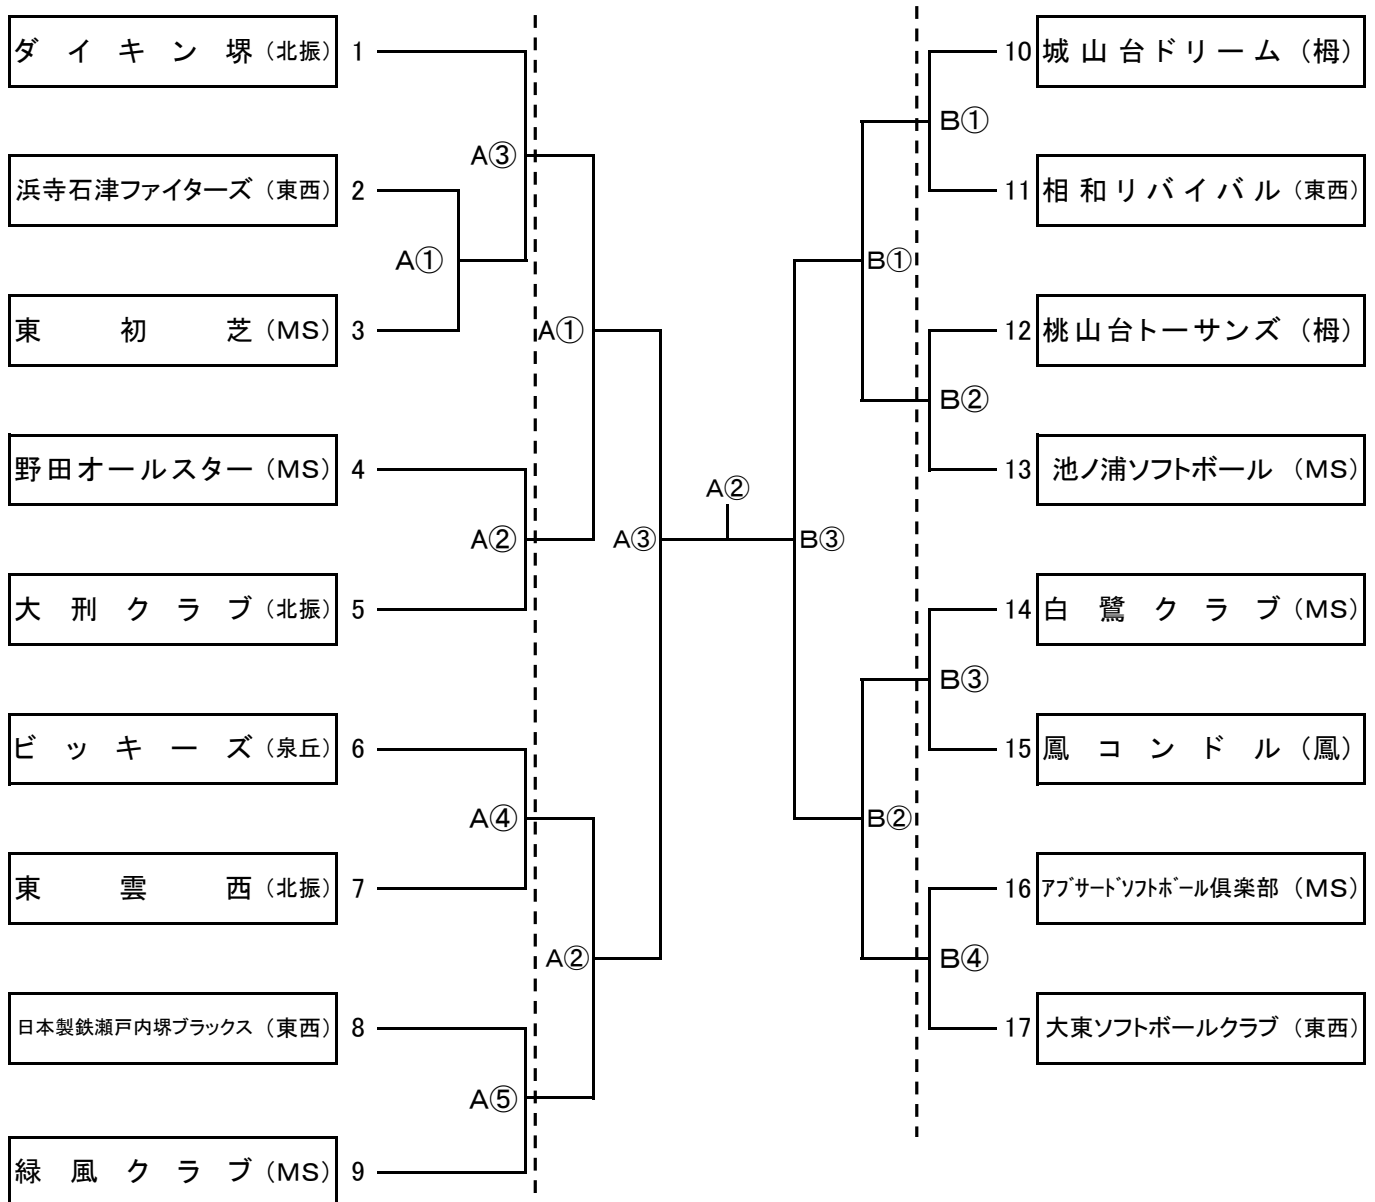 ダイキン堺（北振） 1
浜寺石津ファイターズ（東西） 2
東初芝（MS） 3
野田オールスター（MS） 4
大刑クラブ（北振） 5
ビッキーズ（泉丘） 6
東雲西（北振） 7
日本製鉄瀬戸内堺ブラックス（東西） 8
緑風クラブ（MS） 9
A③
A①
A①
A②
A③
A④
A②
A⑤
A②
B①
B①
B②
B③
B③
B②
B④
10 城山台ドリーム（栂）
11 相和リバイバル（東西）
12 桃山台トーサンズ（栂）
13 池ノ浦ソフトボール（MS）
14 白鷺クラブ（MS）
15 鳳コンドル（鳳）
16 ｱﾌﾞｻｰﾄﾞｿﾌﾄﾎﾞｰﾙ倶楽部（MS）
17 大東ソフトボールクラブ（東西）